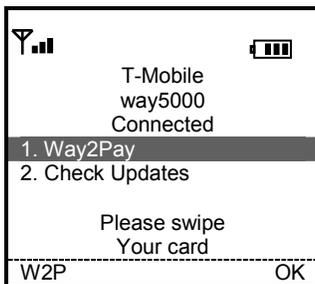 T-Mobile
way5000
Connected
1. Way2Pay
2. Check Updates
Please swipe
Your card
W2P OK